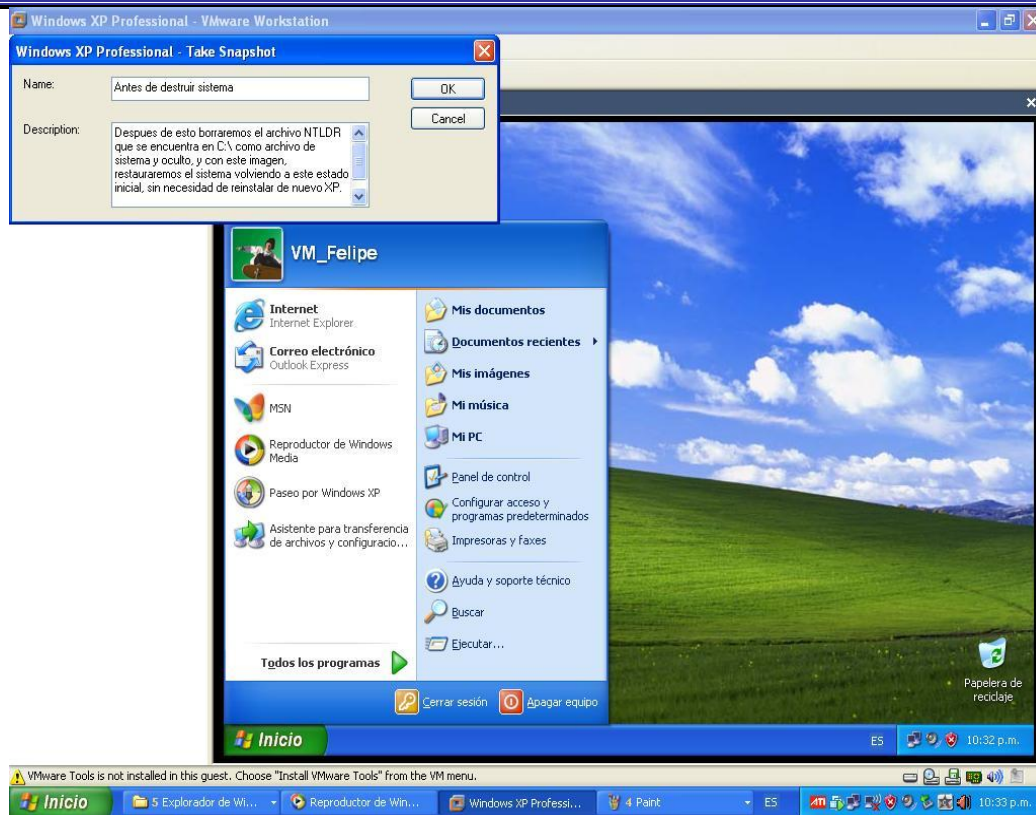 Windows XP Professional - VMware Workstation
Windows XP Professional - Take Snapshot
Name:
Antes de destruir sistema
OK
Cancel
Description:
Despues de esto borraremos el archivo NTLDR
que se encuentra en C:\ como archivo de
sistema y oculto, y con este imagen,
restauraremos el sistema volviendo a este estado
inicial, sin necesidad de reinstalar de nuevo XP.
VM_Felipe
Internet
Internet Explorer
Correo electrónico
Outlook Express
MSN
Reproductor de Windows
Media
Paseo por Windows XP
Asistente para transferencia
de archivos y configuracio...
Todos los programas
Mis documentos
Documentos recientes
Mis imágenes
Mi música
Mi PC
Panel de control
Configurar acceso y
programas predeterminados
Impresoras y faxes
Ayuda y soporte técnico
Buscar
Ejecutar...
Cerrar sesión
Apagar equipo
Papelera de
reciclaje
Inicio
ES
10:32 p.m.
VMware Tools is not installed in this guest. Choose "Install VMware Tools" from the VM menu.
Inicio
5 Explorador de Wi...
Reproductor de Win...
Windows XP Professi...
4 Paint
ES
ATI
10:33 p.m.